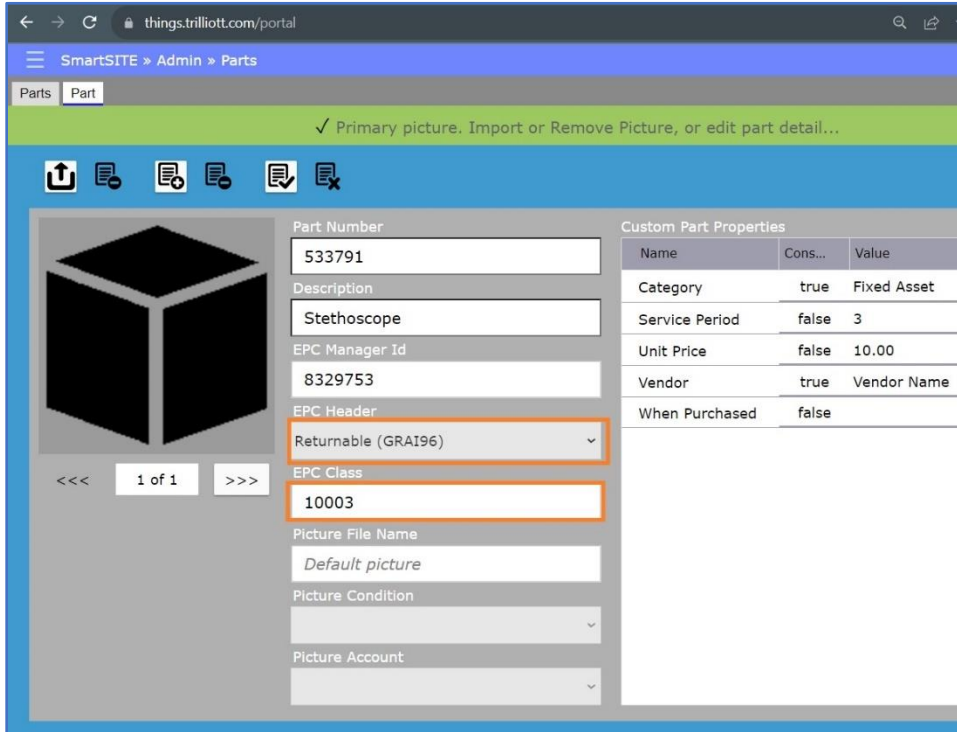 things.trilliott.com/portal
SmartSITE » Admin » Parts
Parts Part
✓ Primary picture. Import or Remove Picture, or edit part detail...
<<< 1 of 1 >>>
Part Number
533791
Description
Stethoscope
EPC Manager Id
8329753
EPC Header
Returnable (GRAI96)
EPC Class
10003
Picture File Name
Default picture
Picture Condition
Picture Account
Custom Part Properties
Name Cons... Value
Category true Fixed Asset
Service Period false 3
Unit Price false 10.00
Vendor true Vendor Name
When Purchased false